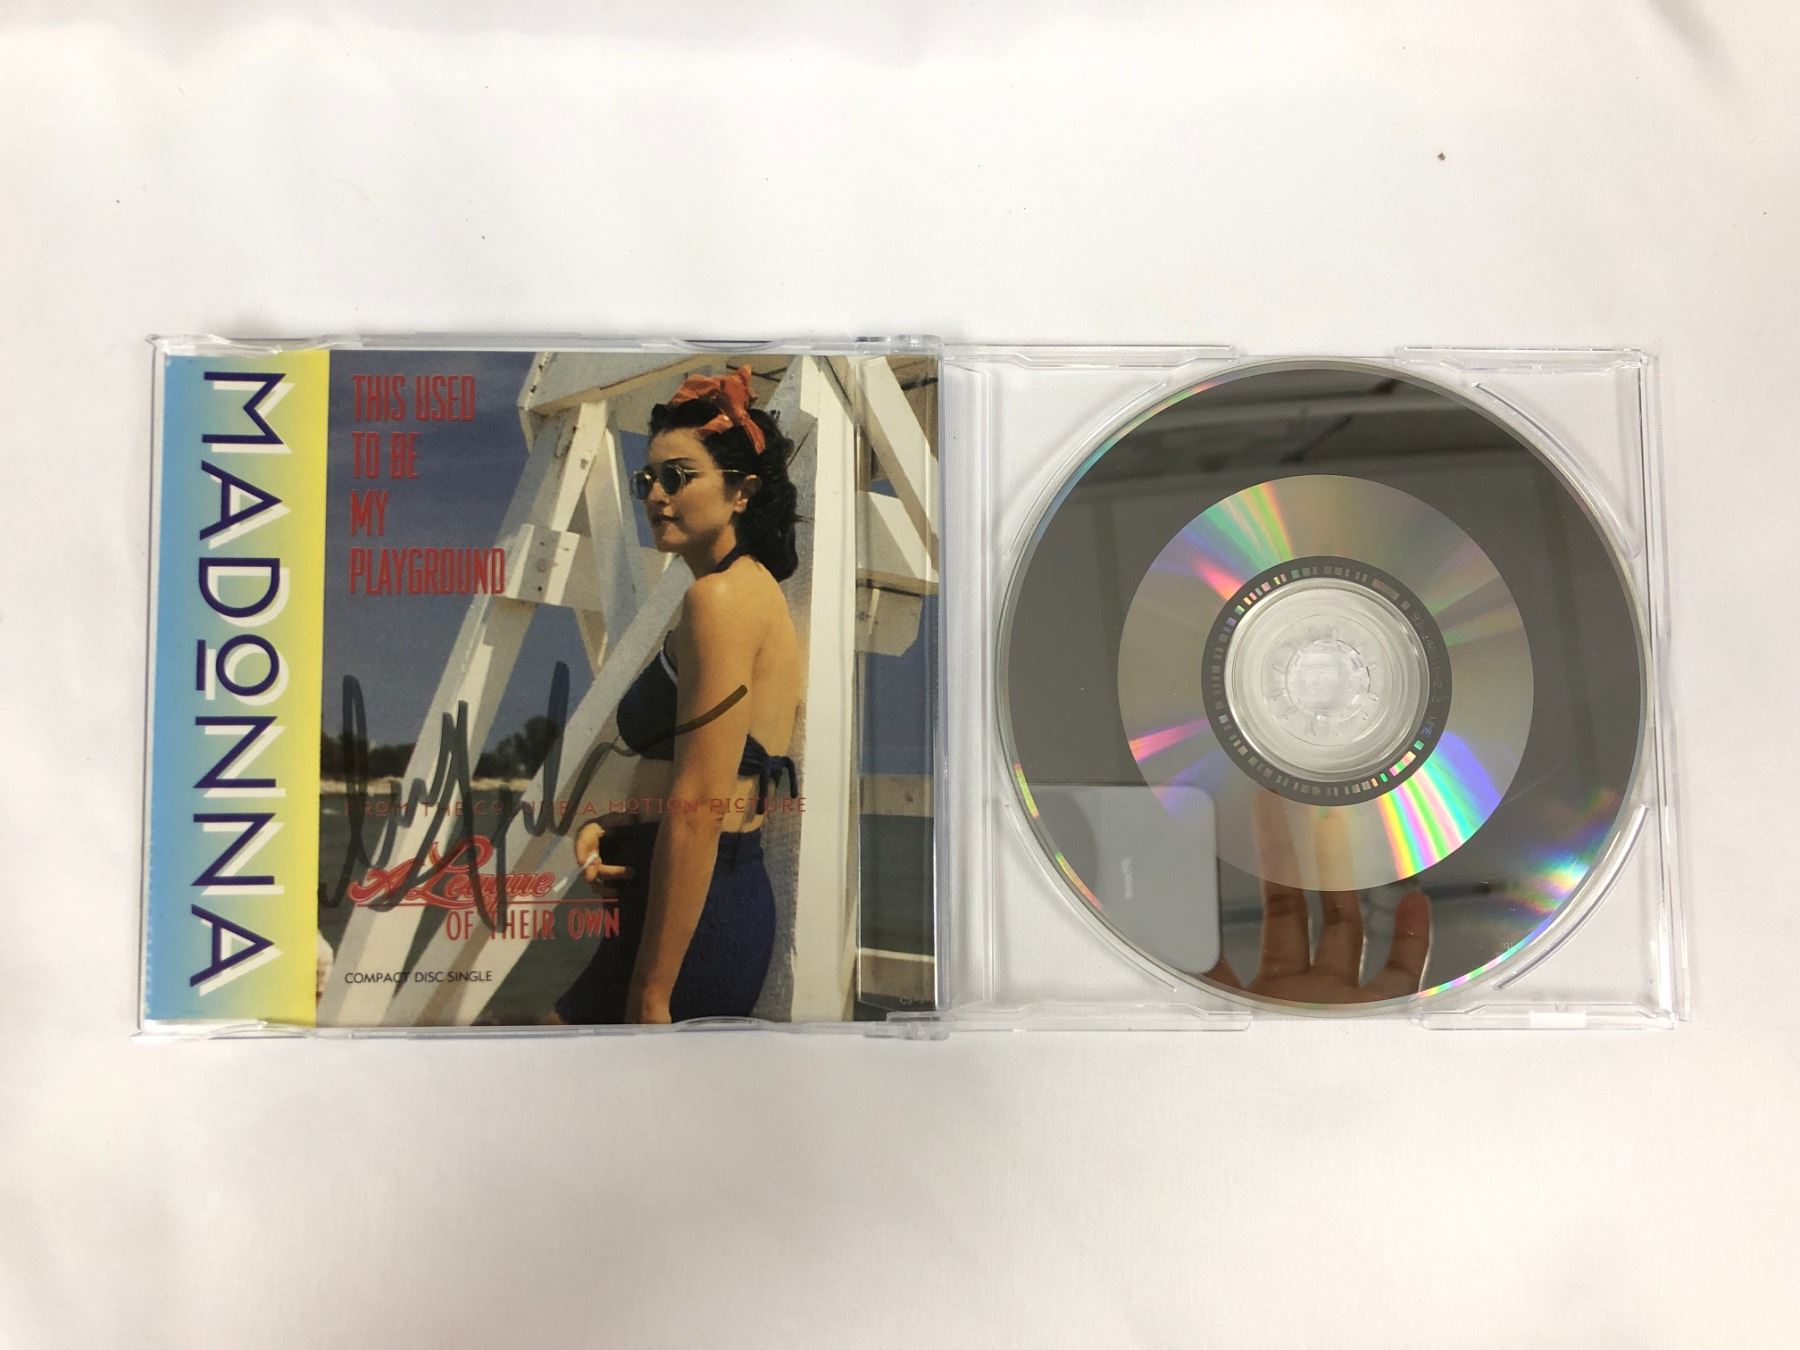 MADONNA
THIS USED
TO BE
MY
PLAYGROUND
FROM THE COLUMBIA MOTION PICTURE
A League
OF THEIR OWN
COMPACT DISC SINGLE